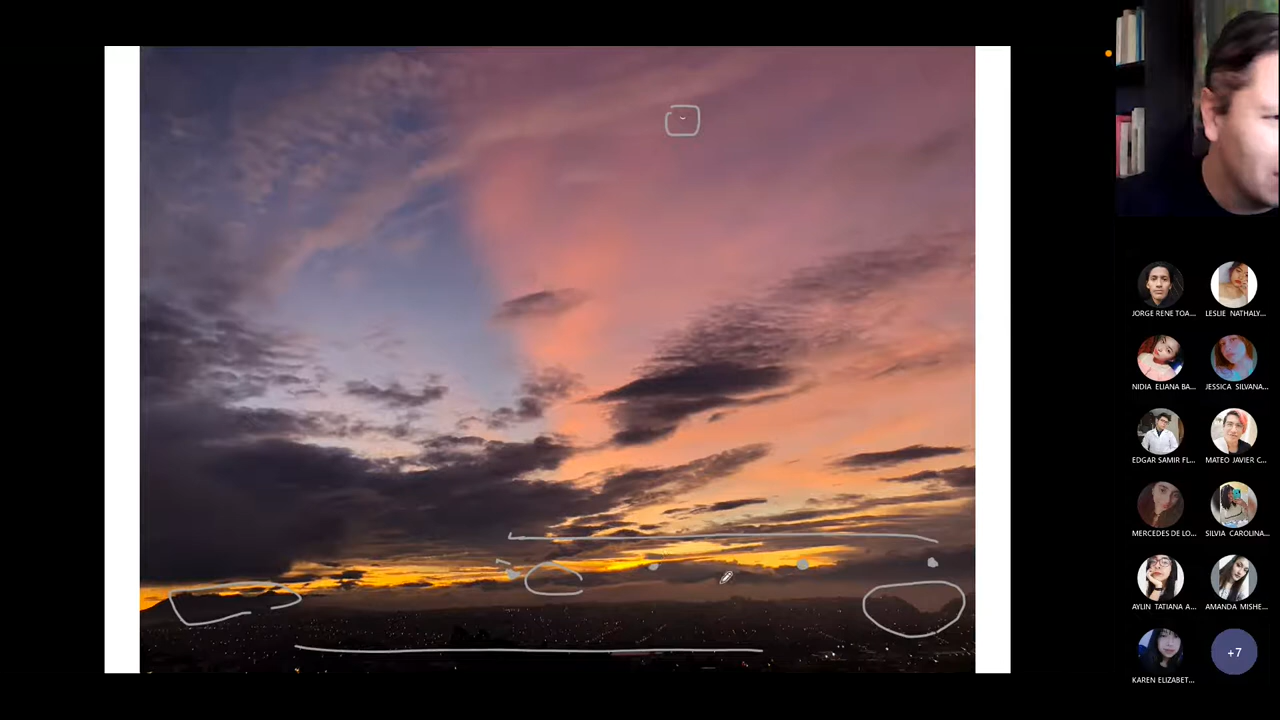 JORGE RENE TOA...
LESLIE NATHALY...
NIDIA ELIANA BA...
JESSICA SILVANA...
EDGAR SAMIR FL...
MATEO JAVIER C...
MERCEDES DE LO...
SILVIA CAROLINA...
AYLIN TATIANA A...
AMANDA MISHE...
KAREN ELIZABET...
+7